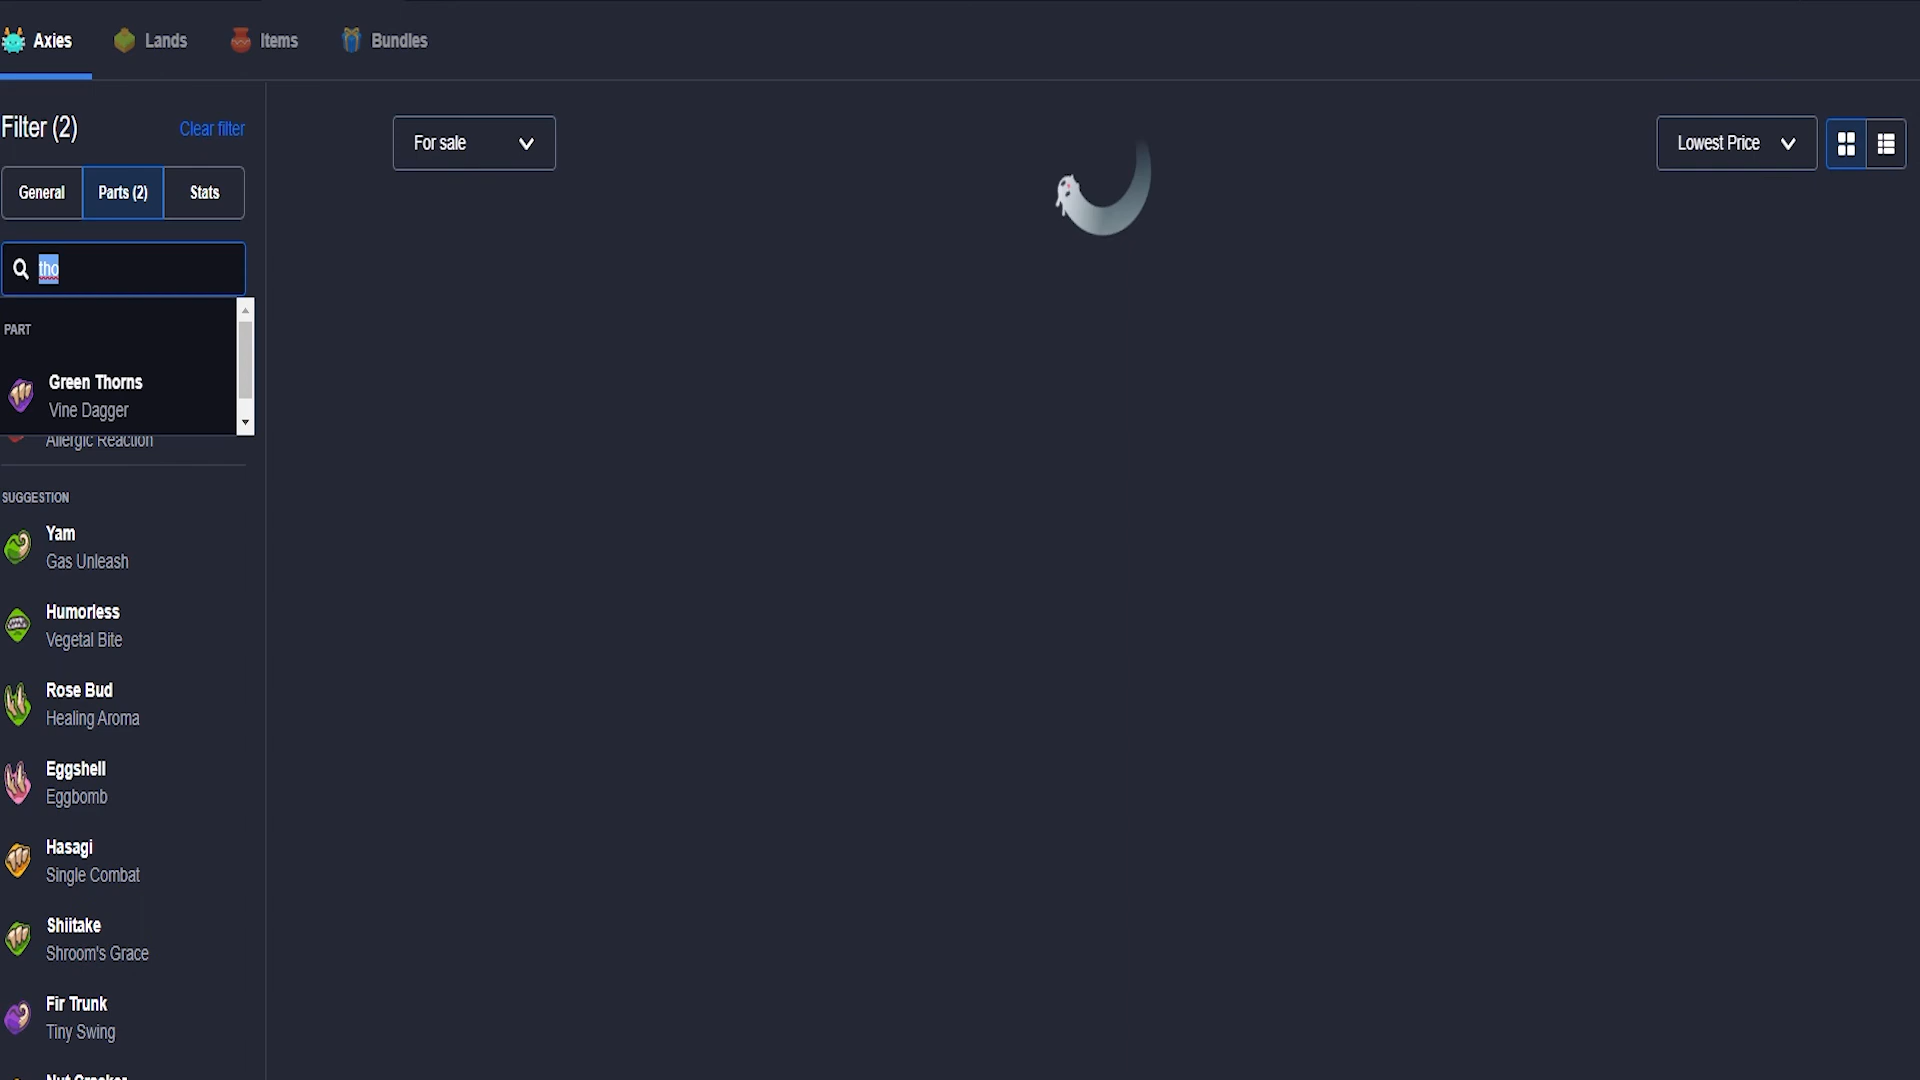 Axies
Lands
Items
Bundles
Filter (2)
Clear filter
For sale
Lowest Price
General
Parts (2)
Stats
tho
PART
Green Thorns
Vine Dagger
Allergic Reaction
SUGGESTION
Yam
Gas Unleash
Humorless
Vegetal Bite
Rose Bud
Healing Aroma
Eggshell
Eggbomb
Hasagi
Single Combat
Shiitake
Shroom's Grace
Fir Trunk
Tiny Swing
Nut Cracker